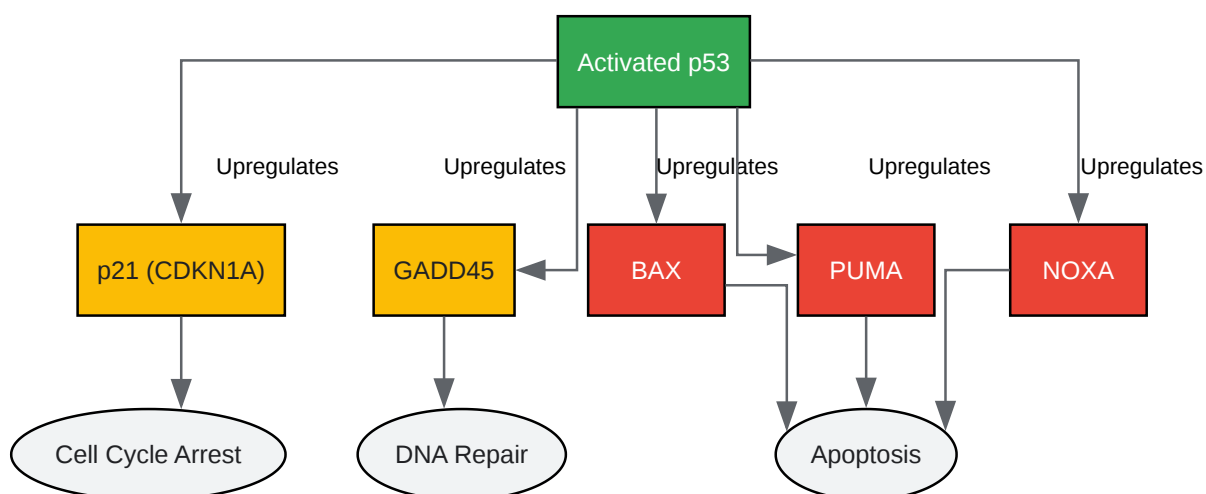 Activated p53
Upregulates
Upregulates
Upregulates
Upregulates
Upregulates
p21 (CDKN1A)
GADD45
BAX
PUMA
NOXA
Cell Cycle Arrest
DNA Repair
Apoptosis